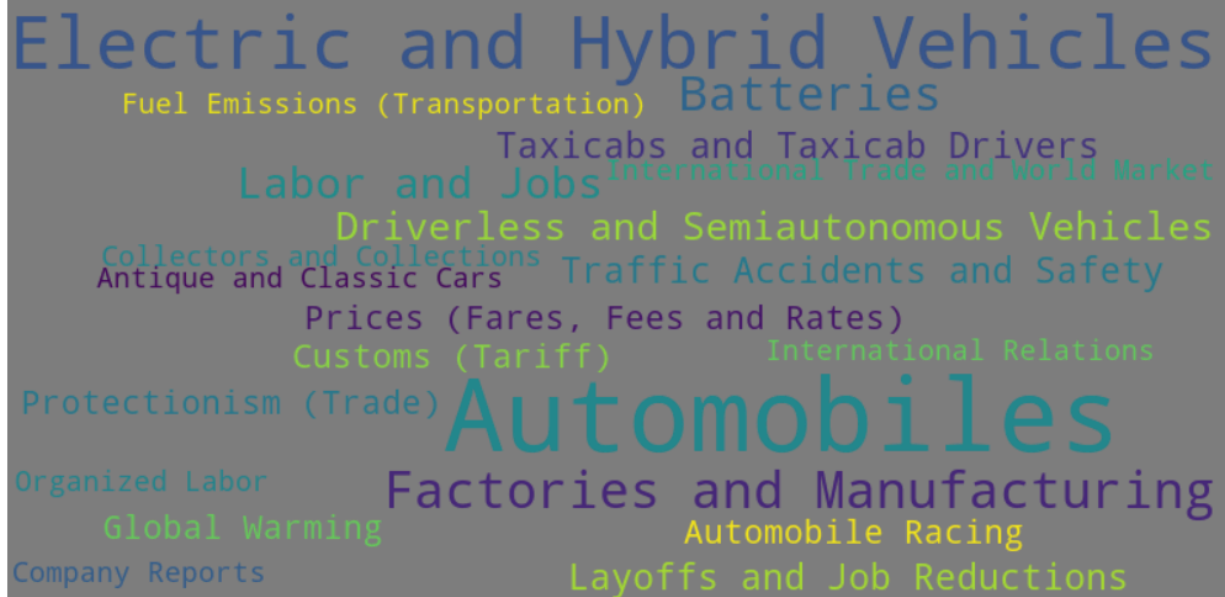 Electric and Hybrid Vehicles
Fuel Emissions (Transportation)
Batteries
Taxicabs and Taxicab Drivers
International Trade and World Market
Labor and Jobs
Driverless and Semiautonomous Vehicles
Collectors and Collections
Antique and Classic Cars
Traffic Accidents and Safety
Prices (Fares, Fees and Rates)
Customs (Tariff)
International Relations
Protectionism (Trade)
Automobiles
Organized Labor
Factories and Manufacturing
Global Warming
Automobile Racing
Company Reports
Layoffs and Job Reductions